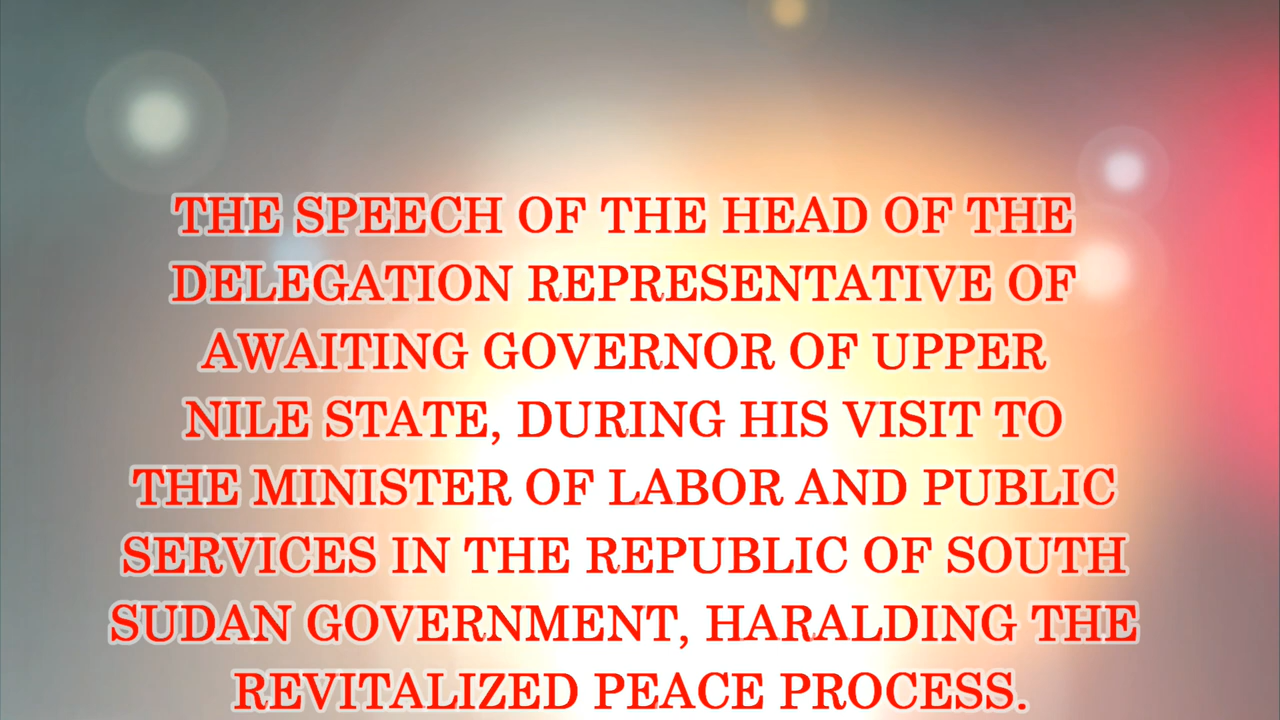 THE SPEECH OF THE HEAD OF THE
DELEGATION REPRESENTATIVE OF
AWAITING GOVERNOR OF UPPER
NILE STATE, DURING HIS VISIT TO
THE MINISTER OF LABOR AND PUBLIC
SERVICES IN THE REPUBLIC OF SOUTH
SUDAN GOVERNMENT, HARALDING THE
REVITALIZED PEACE PROCESS.